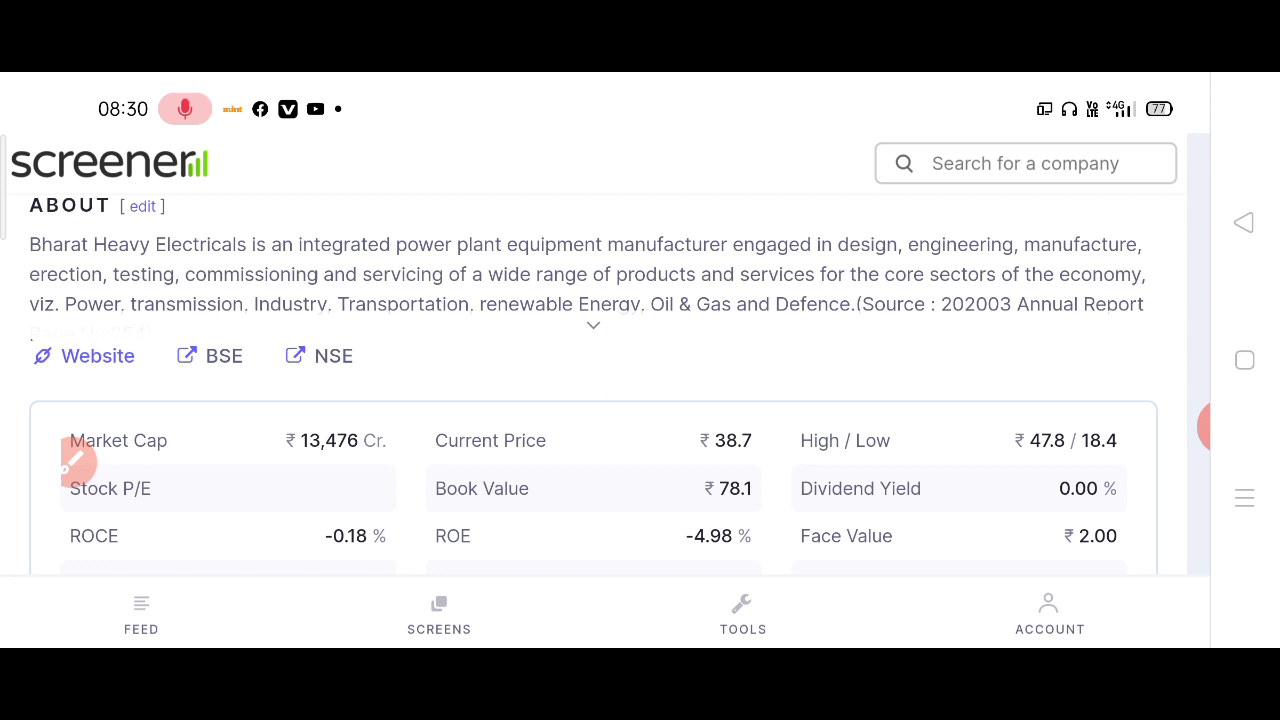 08:30 mint 4G 77
screener Search for a company
ABOUT [ edit ]
Bharat Heavy Electricals is an integrated power plant equipment manufacturer engaged in design, engineering, manufacture,
erection, testing, commissioning and servicing of a wide range of products and services for the core sectors of the economy,
viz. Power, transmission, Industry, Transportation, renewable Energy, Oil & Gas and Defence.(Source : 202003 Annual Report
Website BSE NSE
Market Cap ₹ 13,476 Cr. Current Price ₹ 38.7 High / Low ₹ 47.8 / 18.4
Stock P/E Book Value ₹ 78.1 Dividend Yield 0.00 %
ROCE -0.18 % ROE -4.98 % Face Value ₹ 2.00
FEED SCREENS TOOLS ACCOUNT